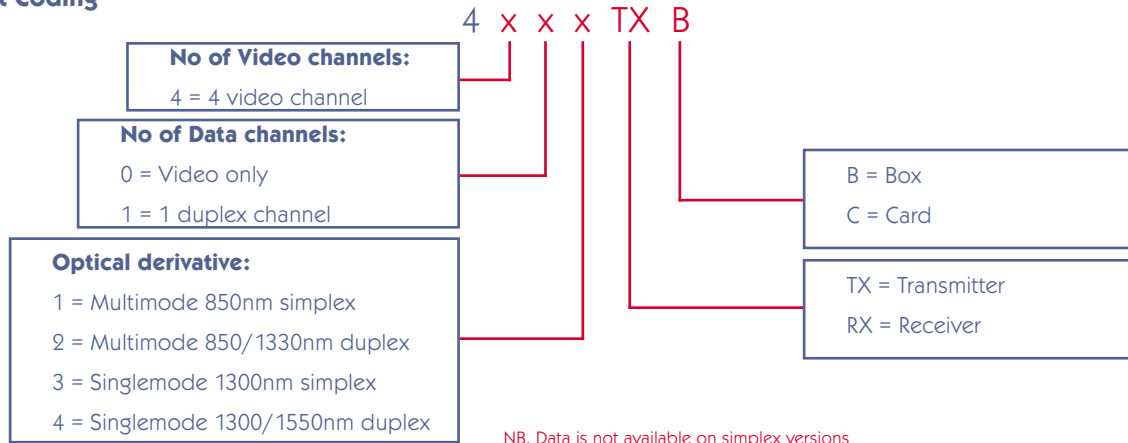 Coding
4 x x x TX B
No of Video channels:
4 = 4 video channel
No of Data channels:
0 = Video only
1 = 1 duplex channel
Optical derivative:
1 = Multimode 850nm simplex
2 = Multimode 850/1330nm duplex
3 = Singlemode 1300nm simplex
4 = Singlemode 1300/1550nm duplex
B = Box
C = Card
TX = Transmitter
RX = Receiver
NB. Data is not available on simplex versions